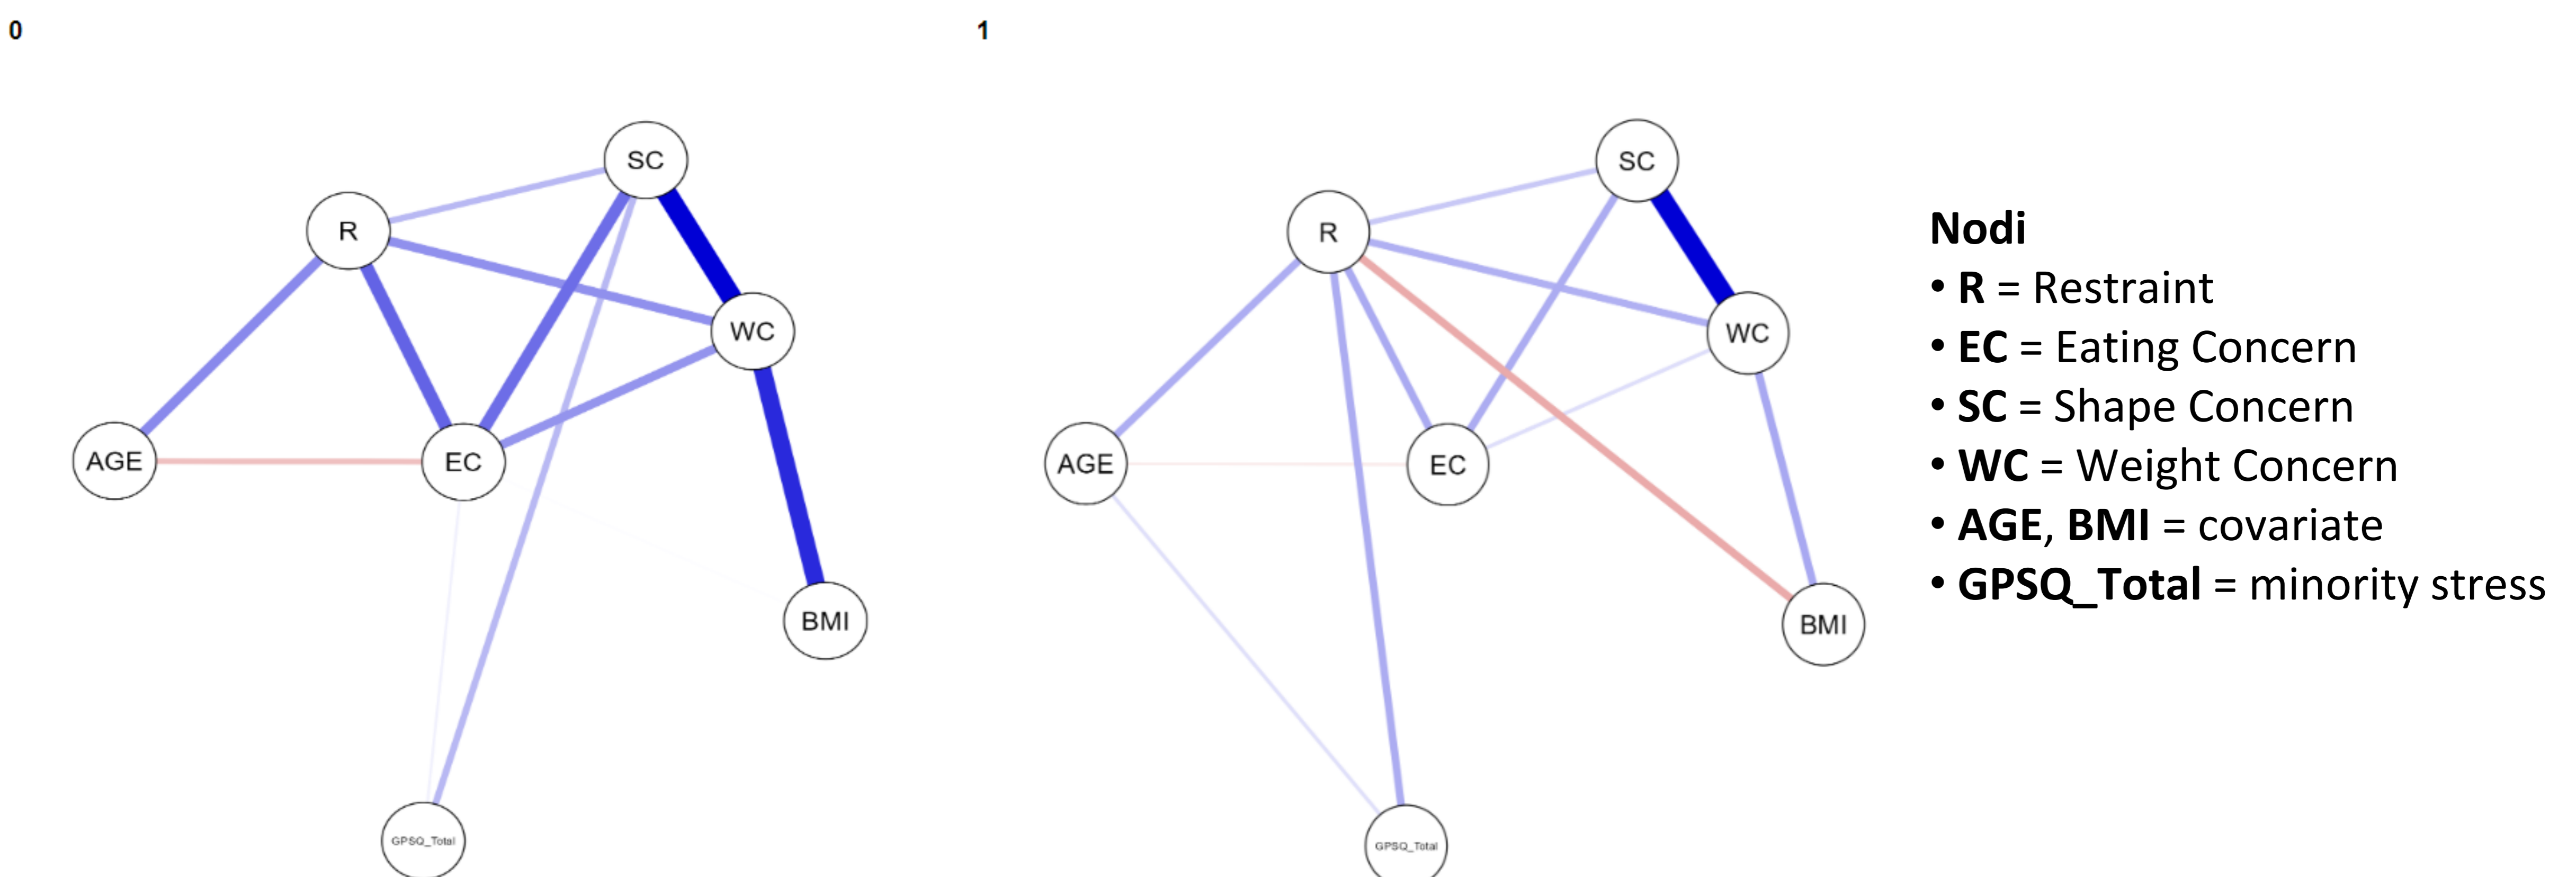 0
SC
R
WC
AGE
EC
BMI
GPSQ_Total
1
SC
R
WC
AGE
EC
BMI
GPSQ_Total
Nodi
• R = Restraint
• EC = Eating Concern
• SC = Shape Concern
• WC = Weight Concern
• AGE, BMI = covariate
• GPSQ_Total = minority stress